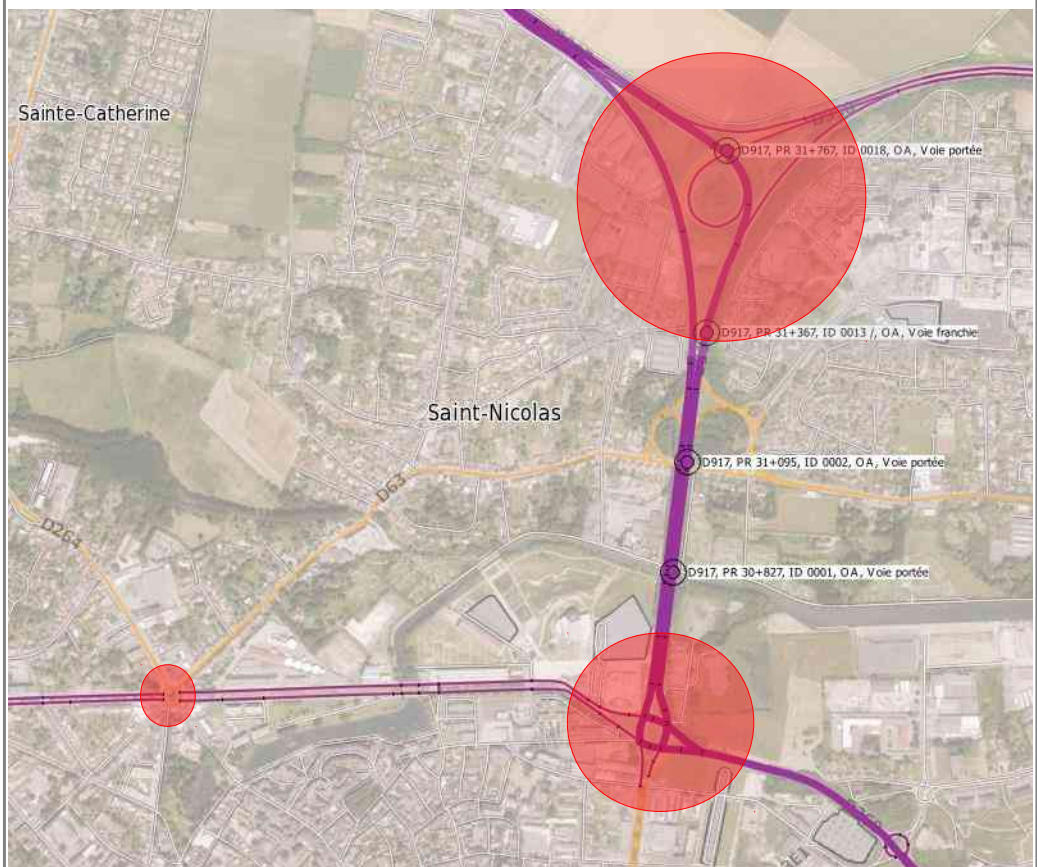 Sainte-Catherine
D917, PR 31+767, ID 0018, OA, Voie portée
D917, PR 31+367, ID 0013 /, OA, Voie franchie
Saint-Nicolas
D917, PR 31+095, ID 0002, OA, Voie portée
D63
D264
D917, PR 30+827, ID 0001, OA, Voie portée